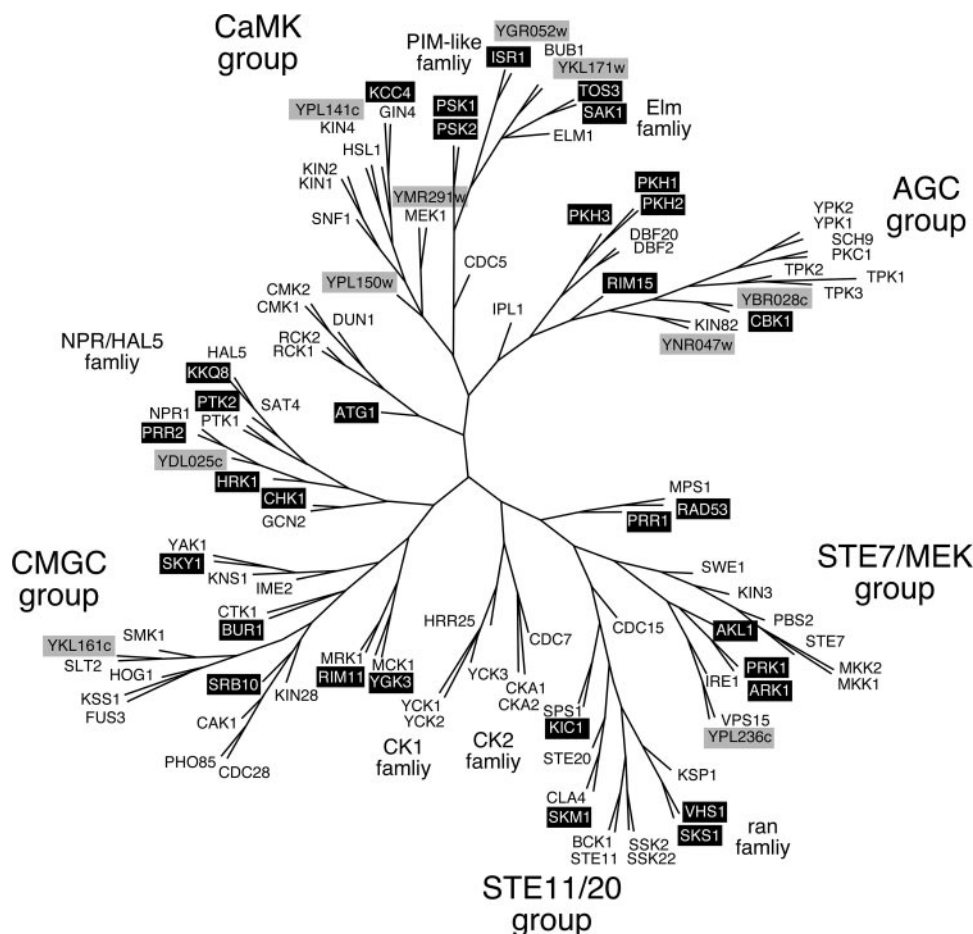 CaMK
group
PIM-like
famliy
YGR052w
ISR1
BUB1
YKL171w
TOS3
SAK1
Elm
famliy
ELM1
KCC4
YPL141c
GIN4
KIN4
HSL1
KIN2
KIN1
SNF1
PSK1
PSK2
YMR291w
MEK1
CDC5
YPL150w
AGC
group
PKH1
PKH2
PKH3
DBF20
DBF2
RIM15
IPL1
YPK2
YPK1
SCH9
PKC1
TPK2
TPK1
TPK3
YBR028c
CBK1
KIN82
YNR047w
CMK2
CMK1
DUN1
RCK2
RCK1
ATG1
NPR/HAL5
famliy
HAL5
KKQ8
PTK2
SAT4
NPR1
PTK1
PRR2
YDL025c
HRK1
CHK1
GCN2
MPS1
RAD53
PRR1
CMGC
group
YAK1
SKY1
KNS1
IME2
CTK1
BUR1
YKL161c
SMK1
SLT2
HOG1
KSS1
FUS3
SRB10
KIN28
CAK1
PHO85
CDC28
MRK1
RIM11
MCK1
YGK3
HRR25
YCK3
YCK1
YCK2
CK1
famliy
CDC7
CKA1
CKA2
CK2
famliy
STE7/MEK
group
SWE1
KIN3
PBS2
STE7
MKK2
MKK1
AKL1
PRK1
ARK1
IRE1
VPS15
YPL236c
CDC15
SPS1
KIC1
STE20
CLA4
SKM1
BCK1
STE11
SSK2
SSK22
KSP1
VHS1
SKS1
ran
famliy
STE11/20
group